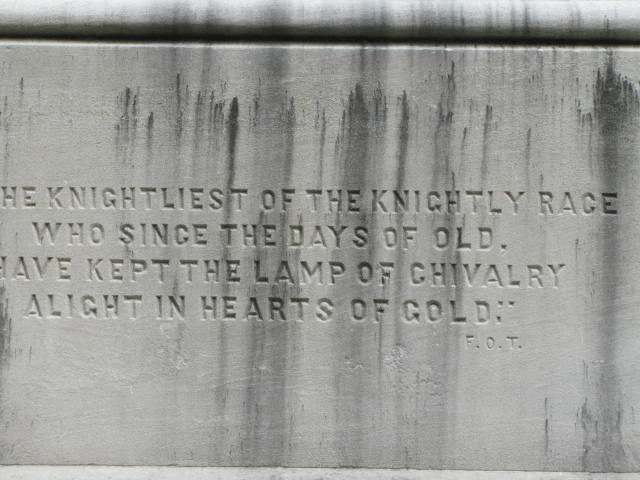 HE KNIGHTLIEST OF THE KNIGHTLY RACE
WHO SINCE THE DAYS OF OLD,
HAVE KEPT THE LAMP OF CHIVALRY
ALIGHT IN HEARTS OF GOLD."
F.O.T.